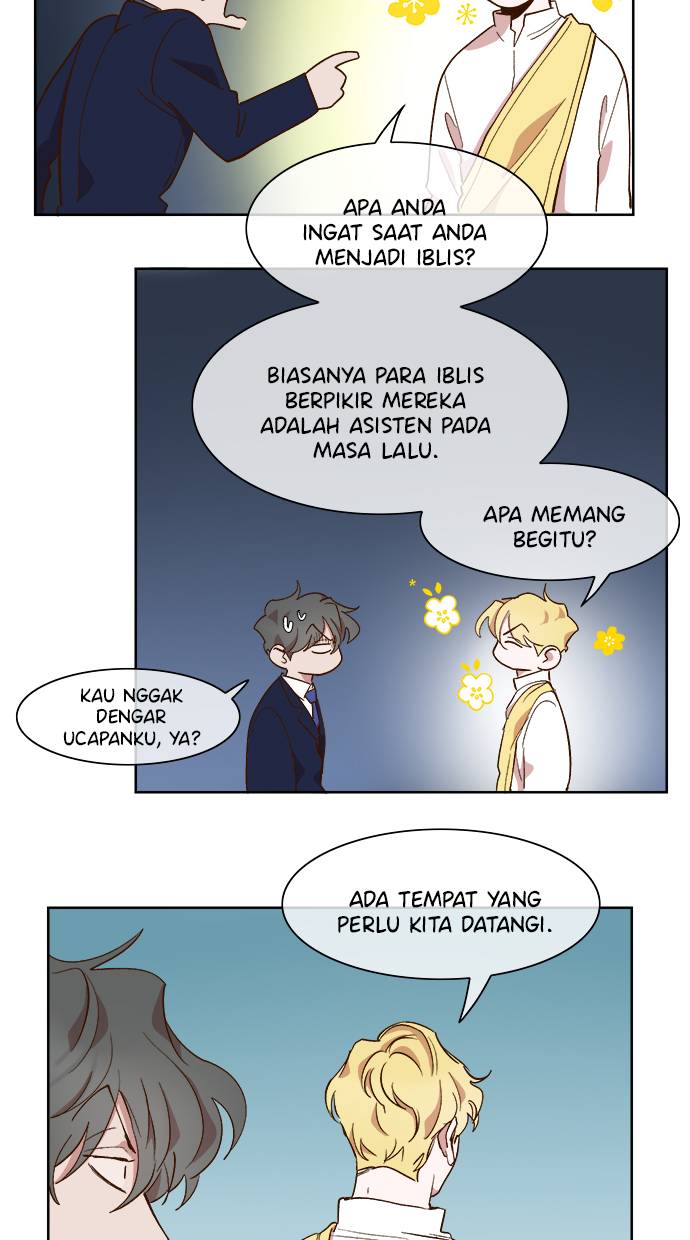 APA ANDA
INGAT SAAT ANDA
MENJADI IBLIS?
BIASANYA PARA IBLIS
BERPIKIR MEREKA
ADALAH ASISTEN PADA
MASA LALU.
APA MEMANG
BEGITU?
KAU NGGAK
DENGAR
UCAPANKU, YA?
ADA TEMPAT YANG
PERLU KITA DATANGI.